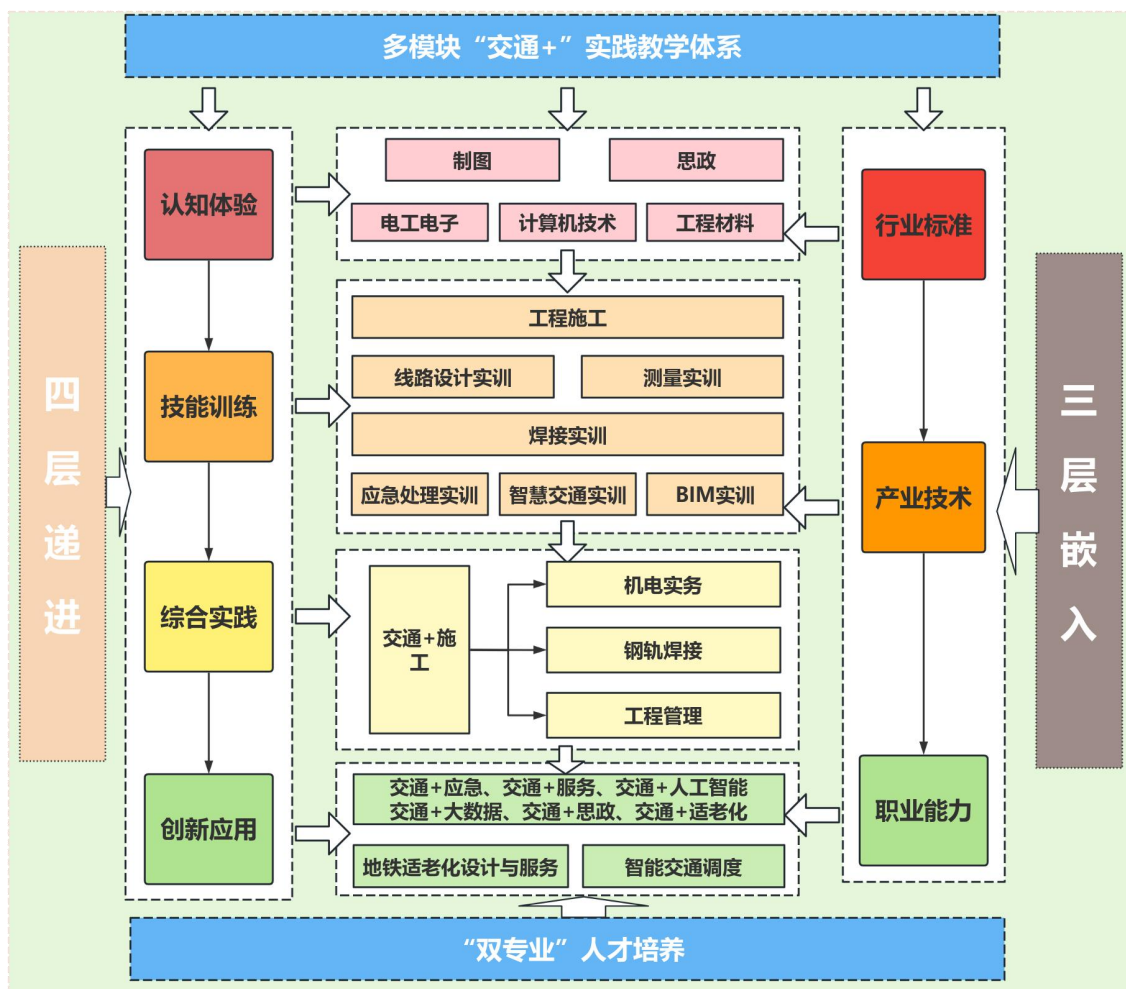 多模块“交通+”实践教学体系
四层递进
认知体验
技能训练
综合实践
创新应用
制图
思政
电工电子
计算机技术
工程材料
工程施工
线路设计实训
测量实训
焊接实训
应急处理实训
智慧交通实训
BIM实训
交通+施
工
机电实务
钢轨焊接
工程管理
交通+应急、交通+服务、交通+人工智能
交通+大数据、交通+思政、交通+适老化
地铁适老化设计与服务
智能交通调度
行业标准
产业技术
职业能力
三层嵌入
“双专业”人才培养